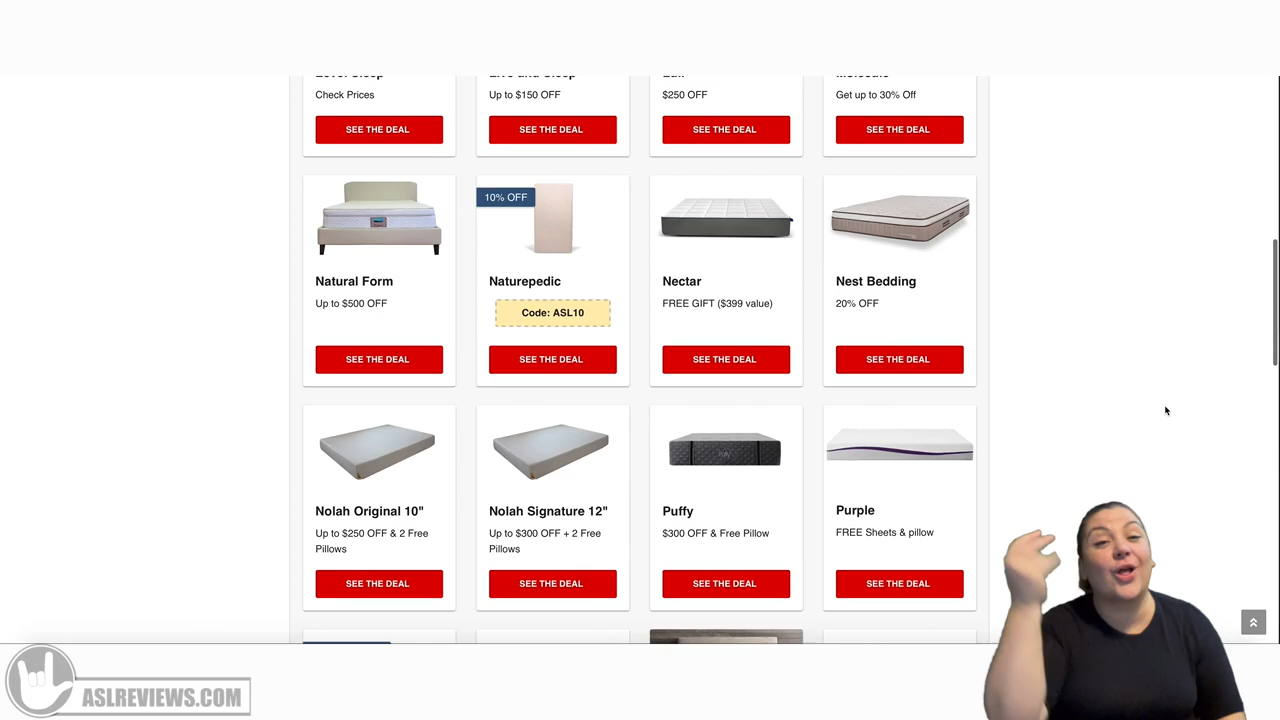 Check Prices
Up to $150 OFF
$250 OFF
Get up to 30% Off
SEE THE DEAL
SEE THE DEAL
SEE THE DEAL
SEE THE DEAL
10% OFF
Natural Form
Naturepedic
Nectar
Nest Bedding
Up to $500 OFF
Code: ASL10
FREE GIFT ($399 value)
20% OFF
SEE THE DEAL
SEE THE DEAL
SEE THE DEAL
SEE THE DEAL
Nolah Original 10"
Nolah Signature 12"
Puffy
Purple
Up to $250 OFF & 2 Free
Pillows
Up to $300 OFF + 2 Free
Pillows
$300 OFF & Free Pillow
FREE Sheets & pillow
SEE THE DEAL
SEE THE DEAL
SEE THE DEAL
SEE THE DEAL
ASLREVIEWS.COM